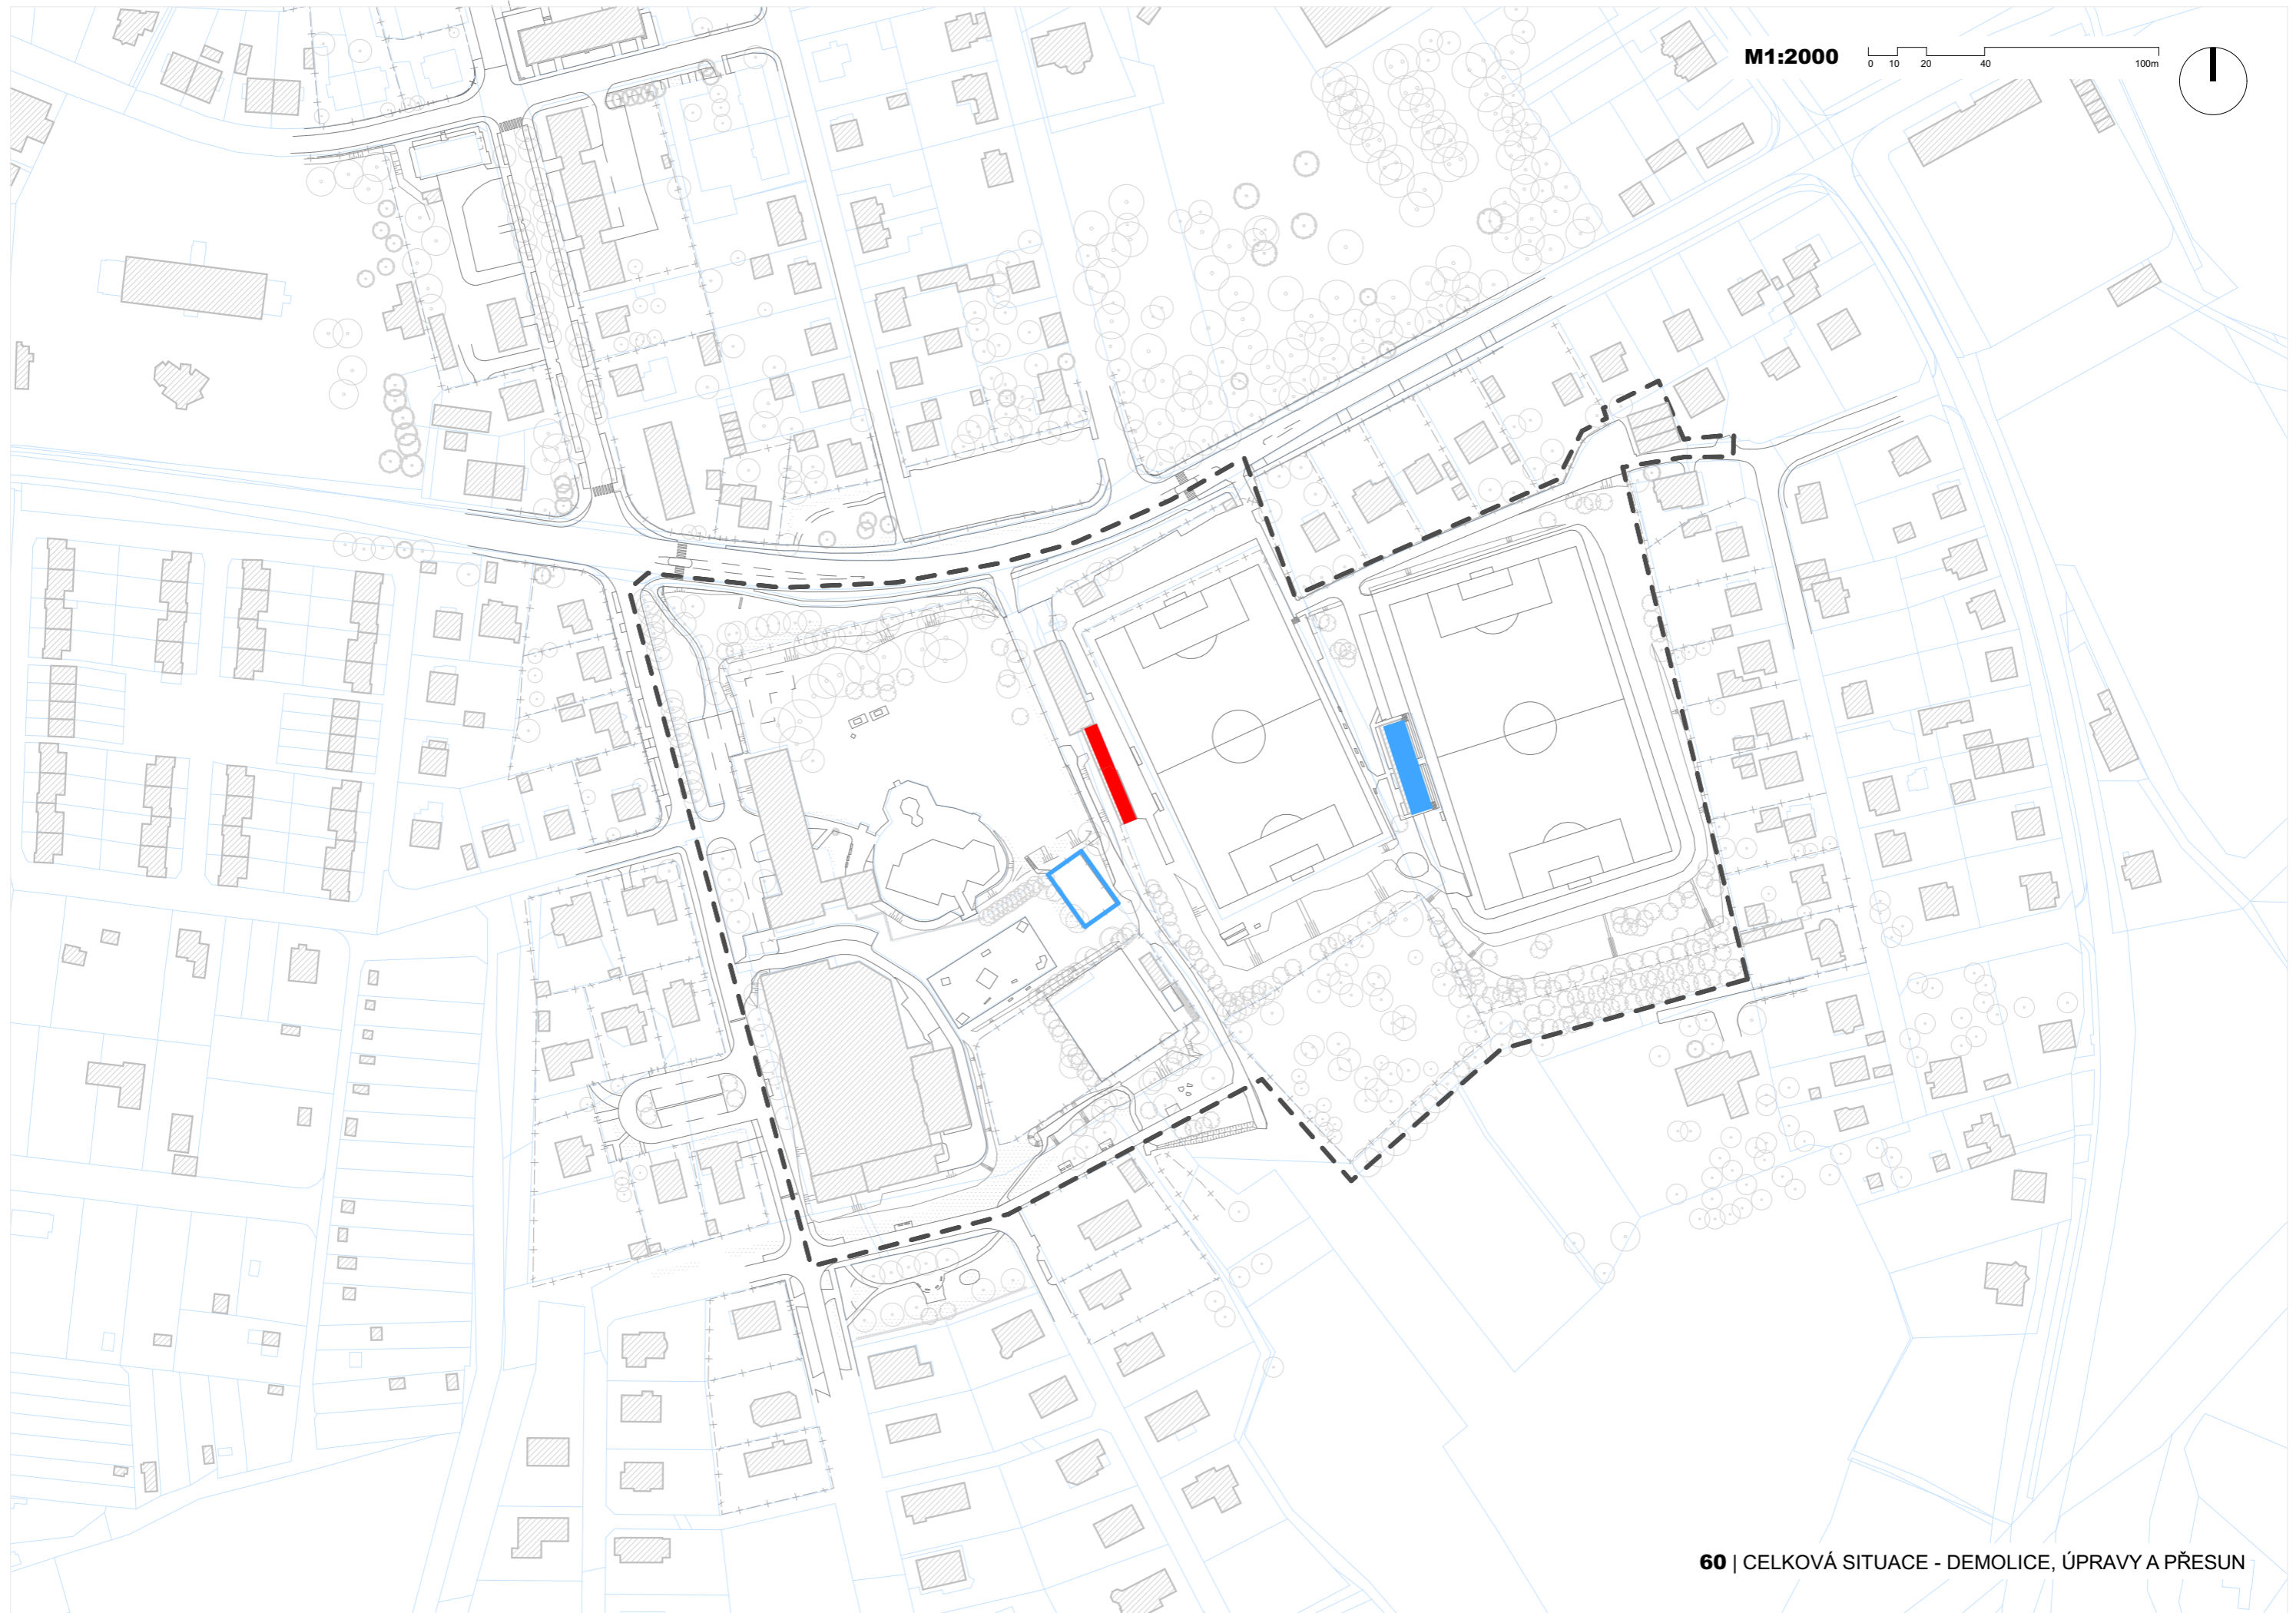 M1:2000
0 10 20 40 100m
60 | CELKOVÁ SITUACE - DEMOLICE, ÚPRAVY A PŘESUN